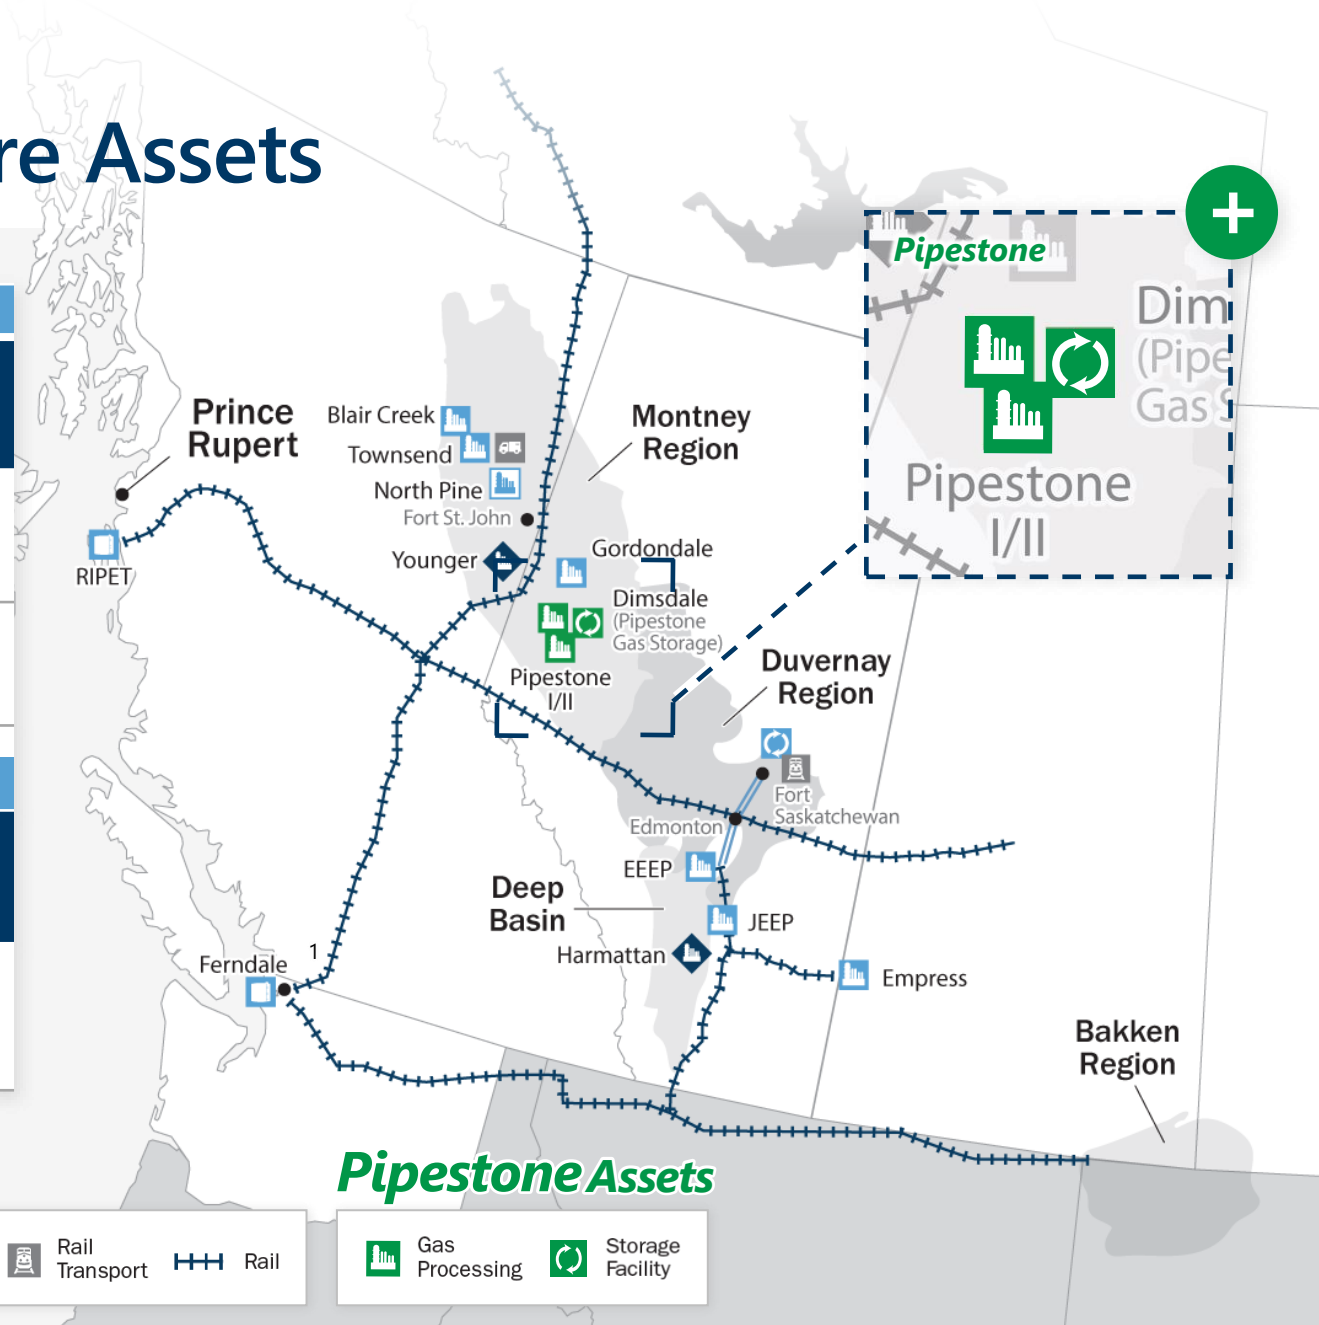 re Assets
Pipestone
Dim
(Pipe
Gas S
Pipestone
I/II
Prince
Rupert
RIPET
Blair Creek
Townsend
North Pine
Fort St. John
Younger
Montney
Region
Gordondale
Dimsdale
(Pipestone
Gas Storage)
Pipestone
I/II
Duvernay
Region
Fort
Saskatchewan
Edmonton
EEEP
Deep
Basin
JEEP
Harmattan
Empress
1
Ferndale
Bakken
Region
Pipestone Assets
Rail
Transport
Rail
Gas
Processing
Storage
Facility